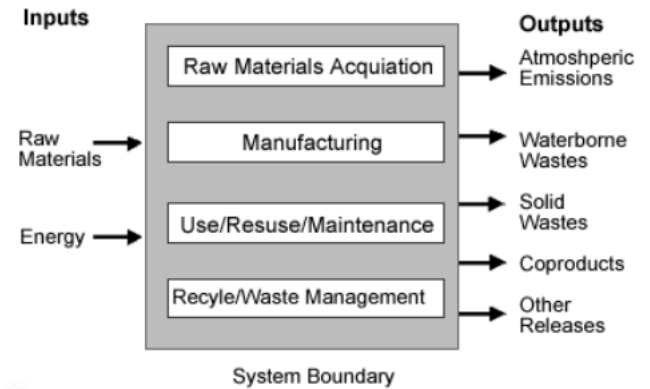 Inputs
Outputs
Raw Materials Acquiation
Atmoshperic
Emissions
Raw
Materials
Manufacturing
Waterborne
Wastes
Use/Resuse/Maintenance
Solid
Wastes
Energy
Coproducts
Recyle/Waste Management
Other
Releases
System Boundary